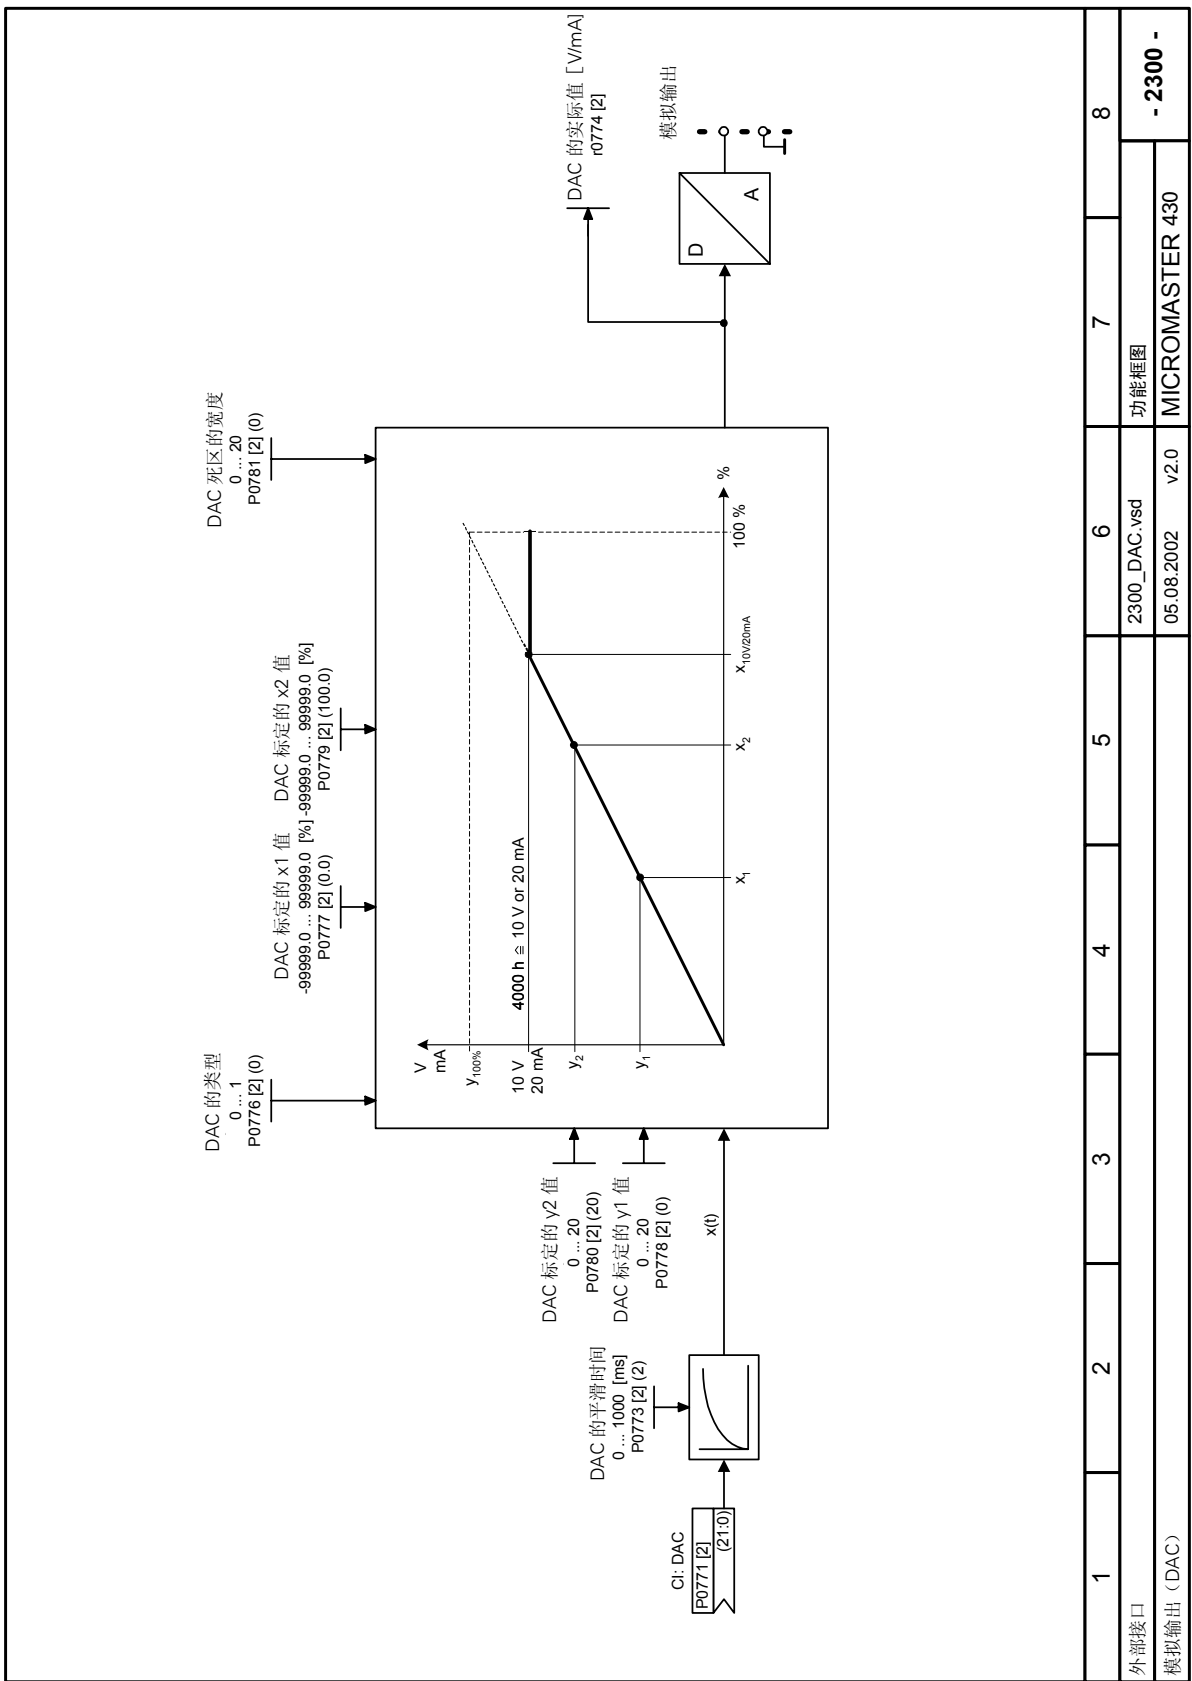 DAC 的类型
0 ... 1
P0776 [2] (0)
DAC 标定的 x1 值
-99999.0 ... 99999.0 [%]
P0777 [2] (0.0)
DAC 标定的 x2 值
-99999.0 ... 99999.0 [%]
P0779 [2] (100.0)
DAC 死区的宽度
0 ... 20
P0781 [2] (0)
V
mA
y100%
10 V
20 mA
y2
y1
4000 h ≙ 10 V or 20 mA
x1
x2
x10V/20mA
100 %
%
DAC 标定的 y2 值
0 ... 20
P0780 [2] (20)
DAC 标定的 y1 值
0 ... 20
P0778 [2] (0)
DAC 的平滑时间
0 ... 1000 [ms]
P0773 [2] (2)
CI: DAC
P0771 [2]
(21:0)
x(t)
DAC 的实际值 [V/mA]
r0774 [2]
模拟输出
D
A
1 2 3 4 5 6 7 8
外部接口 2300_DAC.vsd 功能框图 - 2300 -
模拟输出（DAC） 05.08.2002 v2.0 MICROMASTER 430